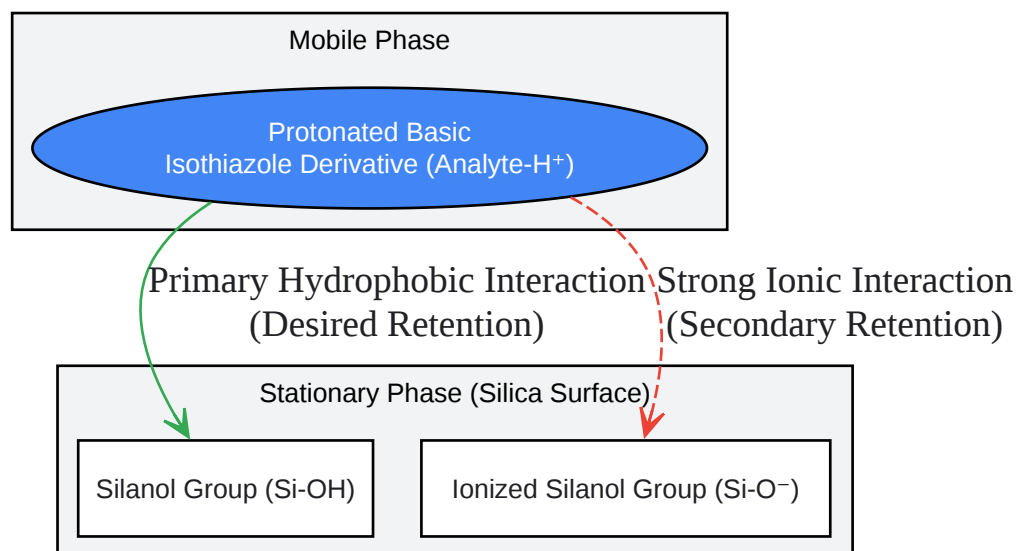 Mobile Phase
Protonated Basic
Isothiazole Derivative (Analyte-H⁺)
Primary Hydrophobic Interaction
(Desired Retention)
Strong Ionic Interaction
(Secondary Retention)
Stationary Phase (Silica Surface)
Silanol Group (Si-OH)
Ionized Silanol Group (Si-O⁻)